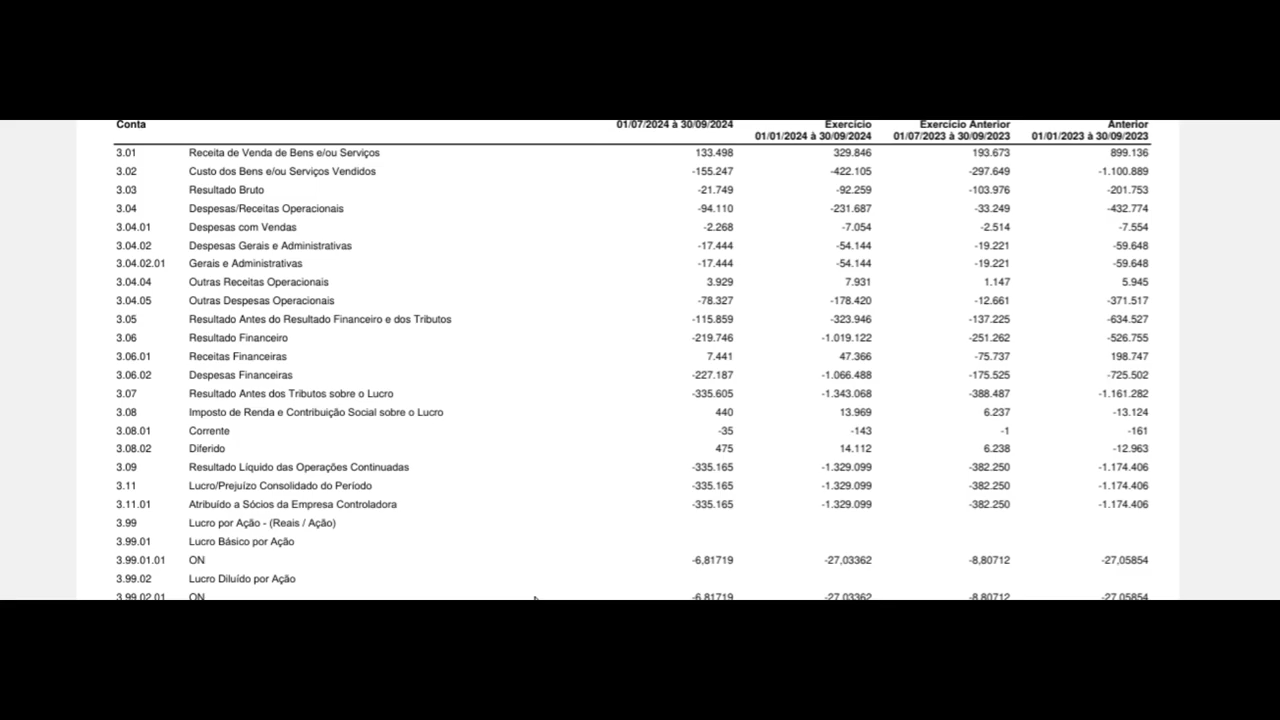 Conta 01/07/2024 à 30/09/2024 Exercício Exercício Anterior Anterior
01/01/2024 à 30/09/2024 01/07/2023 à 30/09/2023 01/01/2023 à 30/09/2023
3.01 Receita de Venda de Bens e/ou Serviços 133.498 329.846 193.673 899.136
3.02 Custo dos Bens e/ou Serviços Vendidos -155.247 -422.105 -297.649 -1.100.889
3.03 Resultado Bruto -21.749 -92.259 -103.976 -201.753
3.04 Despesas/Receitas Operacionais -94.110 -231.687 -33.249 -432.774
3.04.01 Despesas com Vendas -2.268 -7.054 -2.514 -7.554
3.04.02 Despesas Gerais e Administrativas -17.444 -54.144 -19.221 -59.648
3.04.02.01 Gerais e Administrativas -17.444 -54.144 -19.221 -59.648
3.04.04 Outras Receitas Operacionais 3.929 7.931 1.147 5.945
3.04.05 Outras Despesas Operacionais -78.327 -178.420 -12.661 -371.517
3.05 Resultado Antes do Resultado Financeiro e dos Tributos -115.859 -323.946 -137.225 -634.527
3.06 Resultado Financeiro -219.746 -1.019.122 -251.262 -526.755
3.06.01 Receitas Financeiras 7.441 47.366 -75.737 198.747
3.06.02 Despesas Financeiras -227.187 -1.066.488 -175.525 -725.502
3.07 Resultado Antes dos Tributos sobre o Lucro -335.605 -1.343.068 -388.487 -1.161.282
3.08 Imposto de Renda e Contribuição Social sobre o Lucro 440 13.969 6.237 -13.124
3.08.01 Corrente -35 -143 -1 -161
3.08.02 Diferido 475 14.112 6.238 -12.963
3.09 Resultado Líquido das Operações Continuadas -335.165 -1.329.099 -382.250 -1.174.406
3.11 Lucro/Prejuízo Consolidado do Período -335.165 -1.329.099 -382.250 -1.174.406
3.11.01 Atribuído a Sócios da Empresa Controladora -335.165 -1.329.099 -382.250 -1.174.406
3.99 Lucro por Ação - (Reais / Ação)
3.99.01 Lucro Básico por Ação
3.99.01.01 ON -6,81719 -27,03362 -8,80712 -27,05854
3.99.02 Lucro Diluído por Ação
3.99.02.01 ON -6,81719 -27,03362 -8,80712 -27,05854